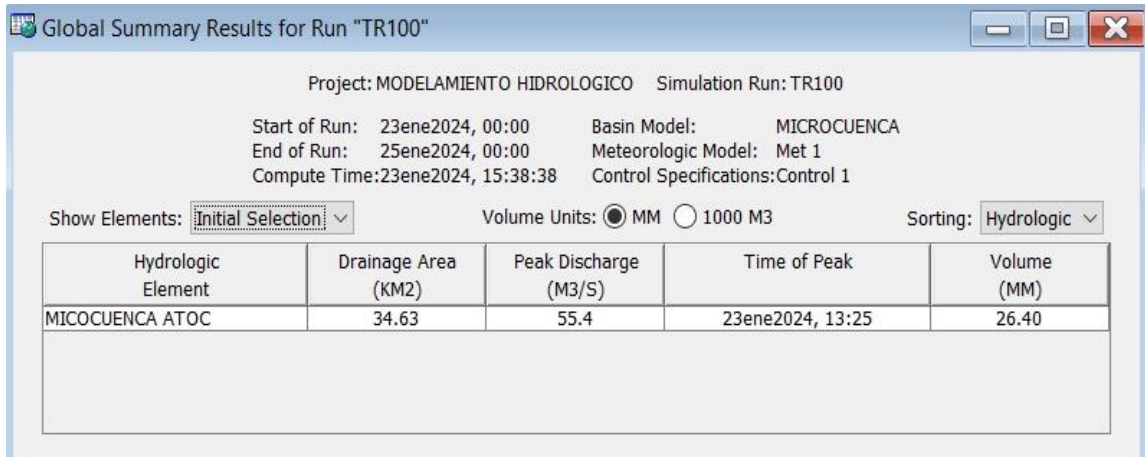 Global Summary Results for Run "TR100"
Project: MODELAMIENTO HIDROLOGICO Simulation Run: TR100
Start of Run: 23ene2024, 00:00 Basin Model: MICROCUENCA
End of Run: 25ene2024, 00:00 Meteorologic Model: Met 1
Compute Time:23ene2024, 15:38:38 Control Specifications:Control 1
Show Elements: Initial Selection Volume Units: MM 1000 M3 Sorting: Hydrologic
Hydrologic Drainage Area Peak Discharge Time of Peak Volume
Element (KM2) (M3/S) (MM)
MICOCUENCA ATOC 34.63 55.4 23ene2024, 13:25 26.40